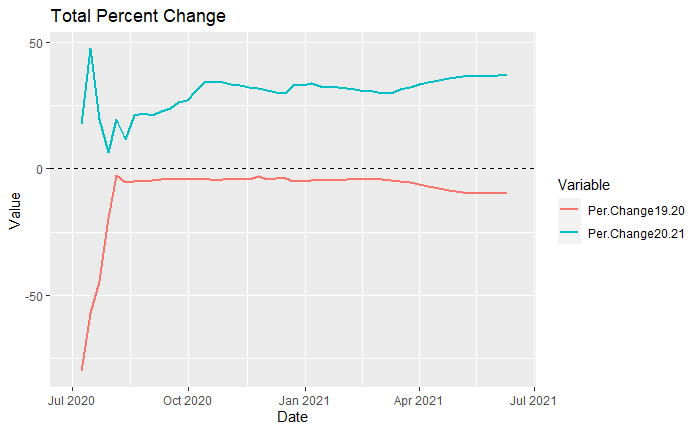 Total Percent Change
50
0
-50
Value
Jul 2020
Oct 2020
Jan 2021
Apr 2021
Jul 2021
Date
Variable
Per.Change19.20
Per.Change20.21